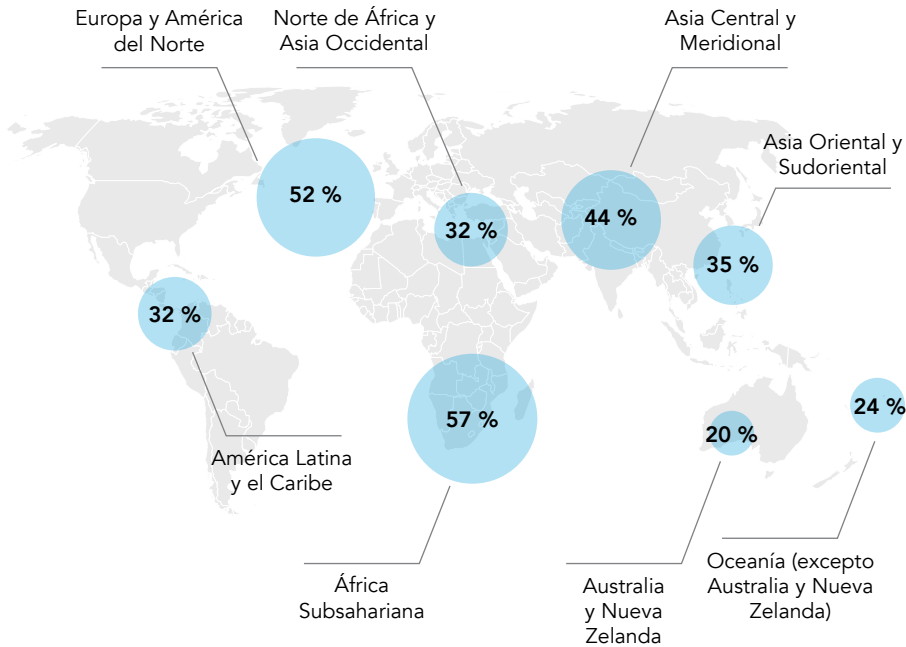 Europa y América
del Norte
Norte de África y
Asia Occidental
Asia Central y
Meridional
Asia Oriental y
Sudoriental
52 %
32 %
44 %
35 %
32 %
57 %
20 %
24 %
América Latina
y el Caribe
África
Subsahariana
Australia
y Nueva
Zelanda
Oceanía (excepto
Australia y Nueva
Zelanda)